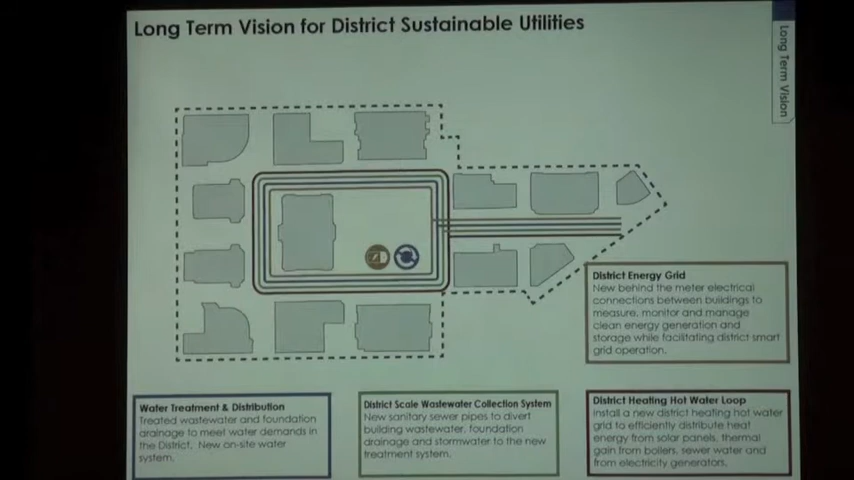 Long Term Vision for District Sustainable Utilities
Long Term Vision
District Energy Grid
New behind the meter electrical
connections between buildings to
measure, monitor and manage
clean energy generation and
storage while facilitating district smart
grid operation.
Water Treatment & Distribution
Treated wastewater and foundation
drainage to meet water demands in
the District. New on-site water
system.
District Scale Wastewater Collection System
New sanitary sewer pipes to divert
building wastewater, foundation
drainage and stormwater to the new
treatment system.
District Heating Hot Water Loop
Install a new district heating hot water
grid to efficiently distribute heat
energy from solar panels, thermal
gain from boilers, sewer water and
from electricity generators.